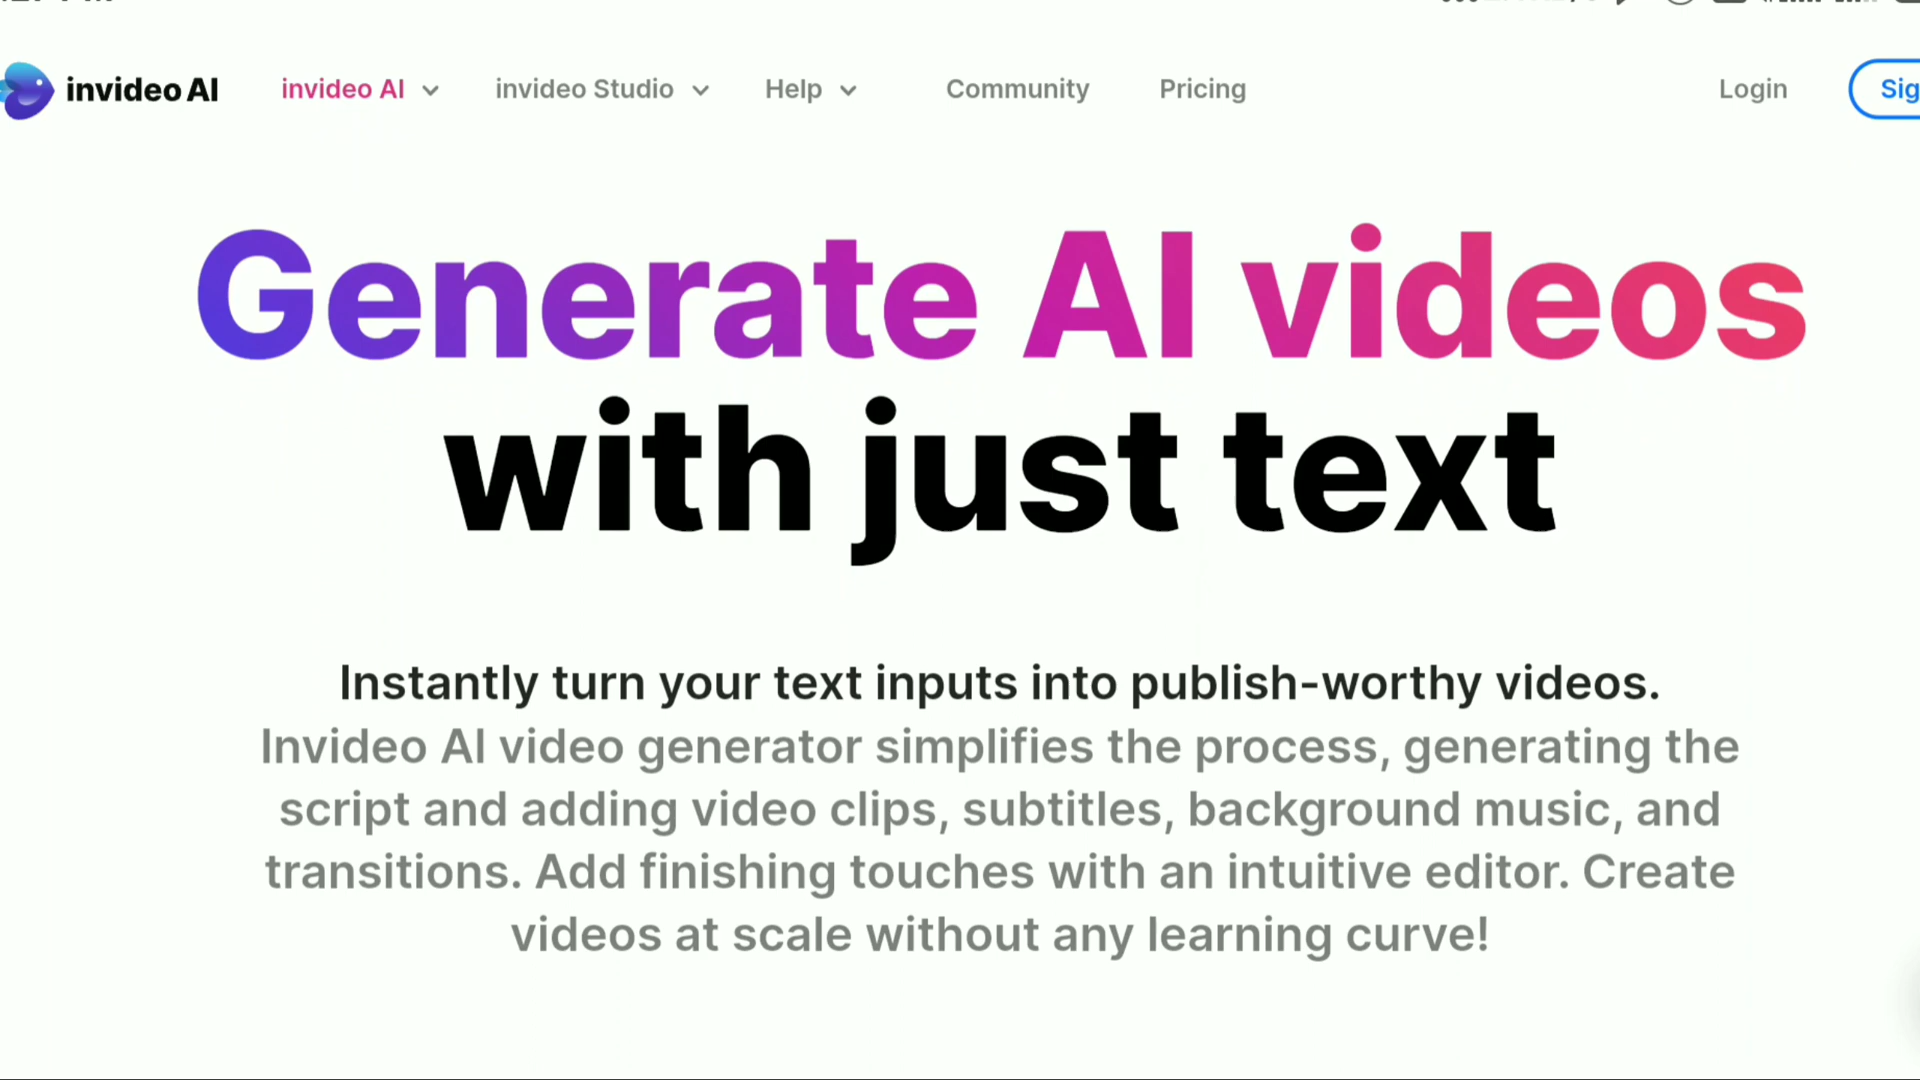 invideo AI
invideo AI
invideo Studio
Help
Community
Pricing
Login
Generate AI videos
with just text
Instantly turn your text inputs into publish-worthy videos.
Invideo AI video generator simplifies the process, generating the
script and adding video clips, subtitles, background music, and
transitions. Add finishing touches with an intuitive editor. Create
videos at scale without any learning curve!